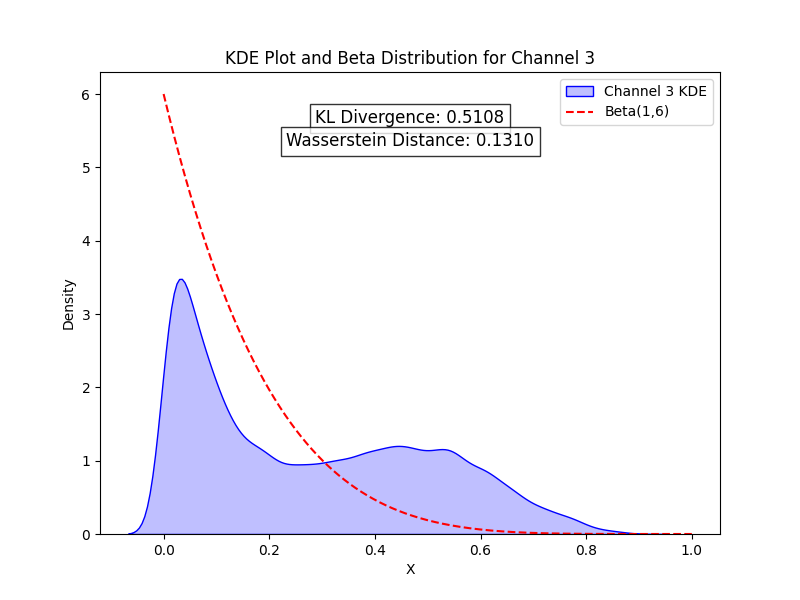 KDE Plot and Beta Distribution for Channel 3
KL Divergence: 0.5108
Wasserstein Distance: 0.1310
Channel 3 KDE
Beta(1,6)
Density
6
5
4
3
2
1
0
0.0 0.2 0.4 0.6 0.8 1.0
X